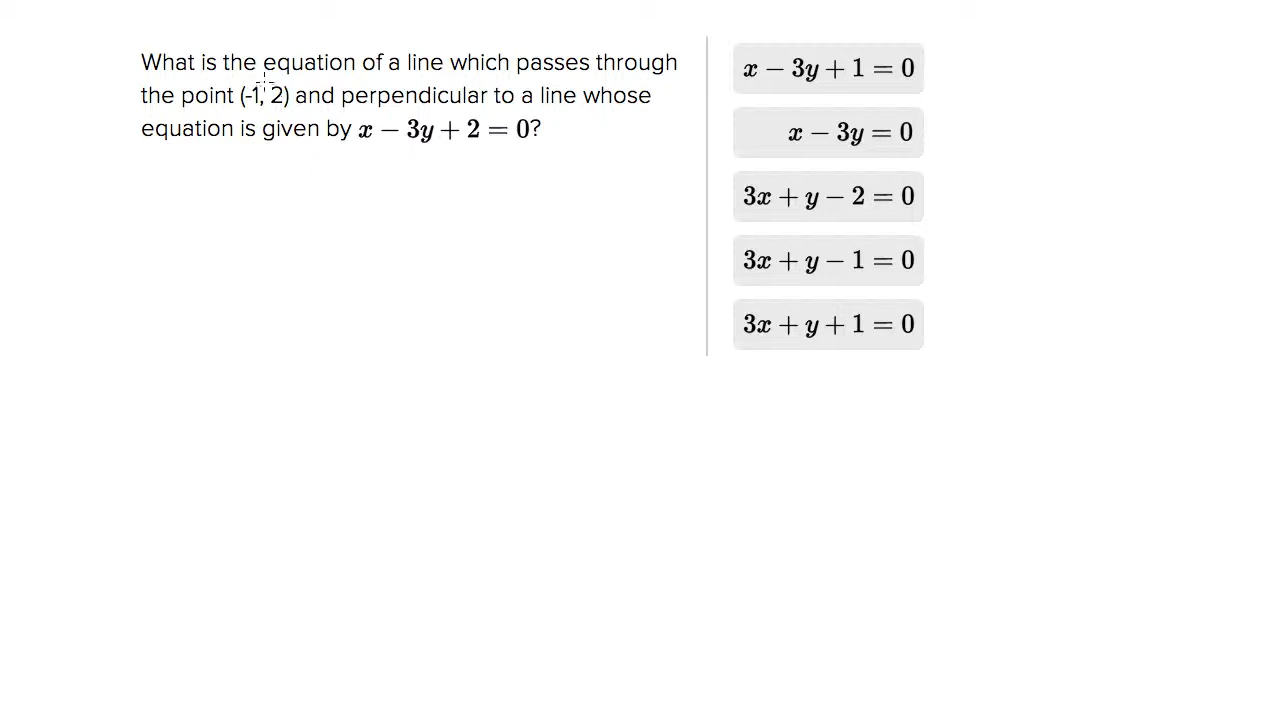 What is the equation of a line which passes through
the point (-1, 2) and perpendicular to a line whose
equation is given by x − 3y + 2 = 0?
x − 3y + 1 = 0
x − 3y = 0
3x + y − 2 = 0
3x + y − 1 = 0
3x + y + 1 = 0